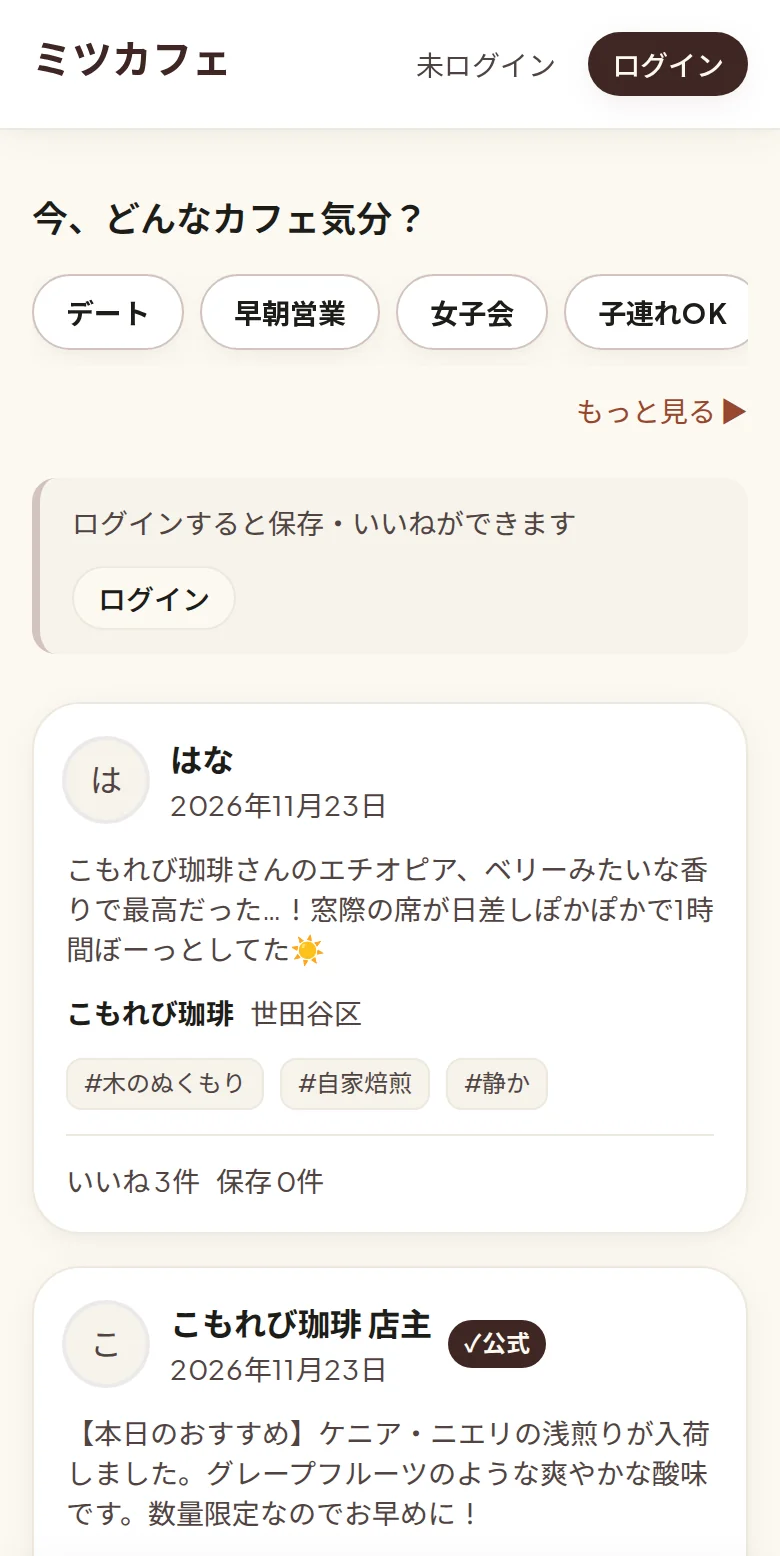 ミツカフェ
未ログイン
ログイン
今、どんなカフェ気分？
デート
早朝営業
女子会
子連れOK
もっと見る ▶
ログインすると保存・いいねができます
ログイン
は
はな
2026年11月23日
こもれび珈琲さんのエチオピア、ベリーみたいな香
りで最高だった…！窓際の席が日差しぽかぽかで1時
間ぼーっとしてた☀️
こもれび珈琲 世田谷区
#木のぬくもり
#自家焙煎
#静か
いいね 3件 保存 0件
こ
こもれび珈琲 店主
✓公式
2026年11月23日
【本日のおすすめ】ケニア・ニエリの浅煎りが入荷
しました。グレープフルーツのような爽やかな酸味
です。数量限定なのでお早めに！